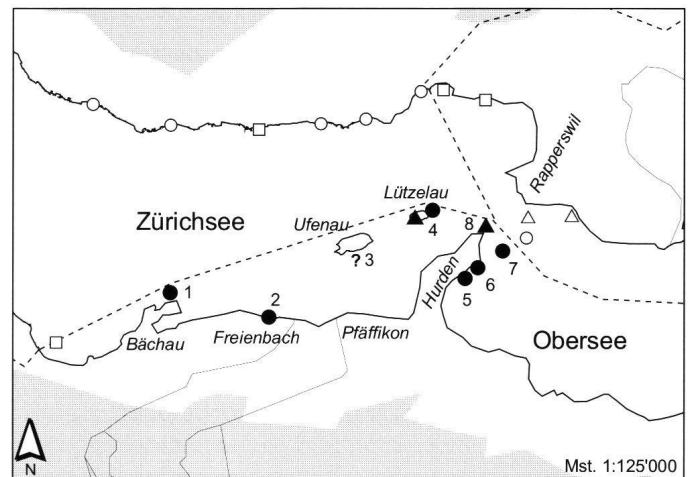 Rapperswil
Lützelau
Zürichsee
Ufenau
4
8
? 3
7
Hurden
6
5
1
2
Bächau
Freienbach
Pfäffikon
Obersee
N
Mst. 1:125'000